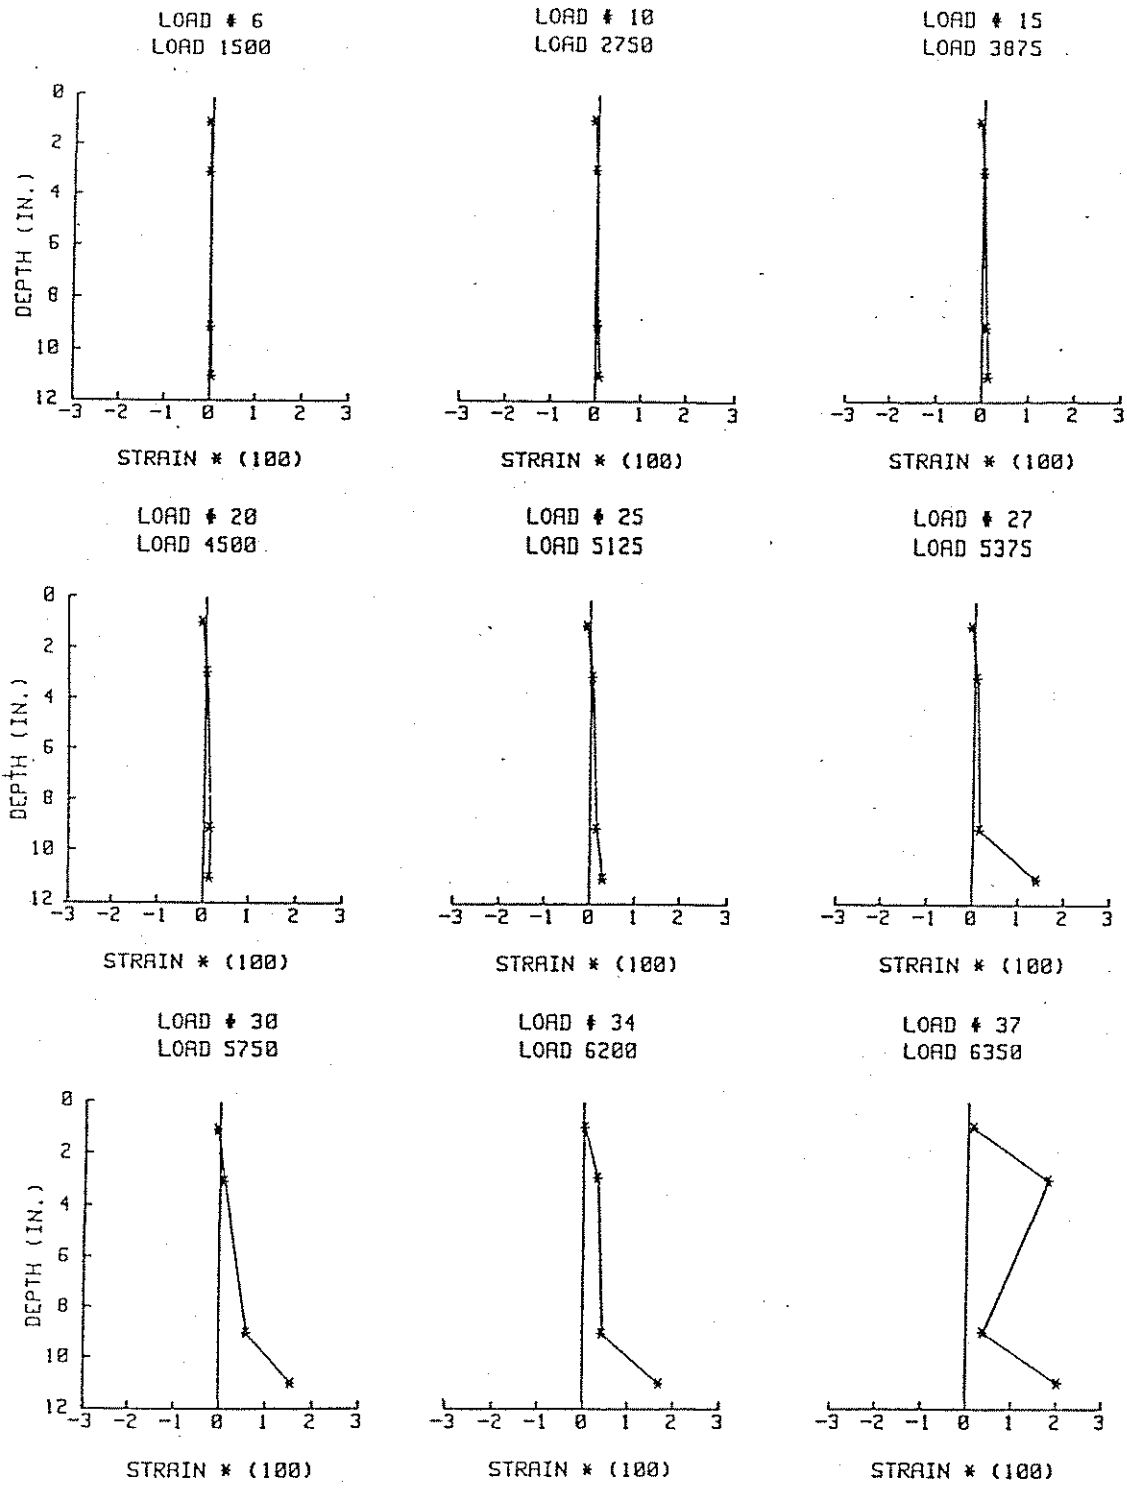 LOAD # 6
LOAD 1500
LOAD # 10
LOAD 2750
LOAD # 15
LOAD 3875
DEPTH (IN.)
0
2
4
6
8
10
12
-3 -2 -1 0 1 2 3
-3 -2 -1 0 1 2 3
-3 -2 -1 0 1 2 3
STRAIN * (100)
STRAIN * (100)
STRAIN * (100)
LOAD # 20
LOAD 4500
LOAD # 25
LOAD 5125
LOAD # 27
LOAD 5375
DEPTH (IN.)
0
2
4
6
8
10
12
-3 -2 -1 0 1 2 3
-3 -2 -1 0 1 2 3
-3 -2 -1 0 1 2 3
STRAIN * (100)
STRAIN * (100)
STRAIN * (100)
LOAD # 30
LOAD 5750
LOAD # 34
LOAD 6200
LOAD # 37
LOAD 6350
DEPTH (IN.)
0
2
4
6
8
10
12
-3 -2 -1 0 1 2 3
-3 -2 -1 0 1 2 3
-3 -2 -1 0 1 2 3
STRAIN * (100)
STRAIN * (100)
STRAIN * (100)